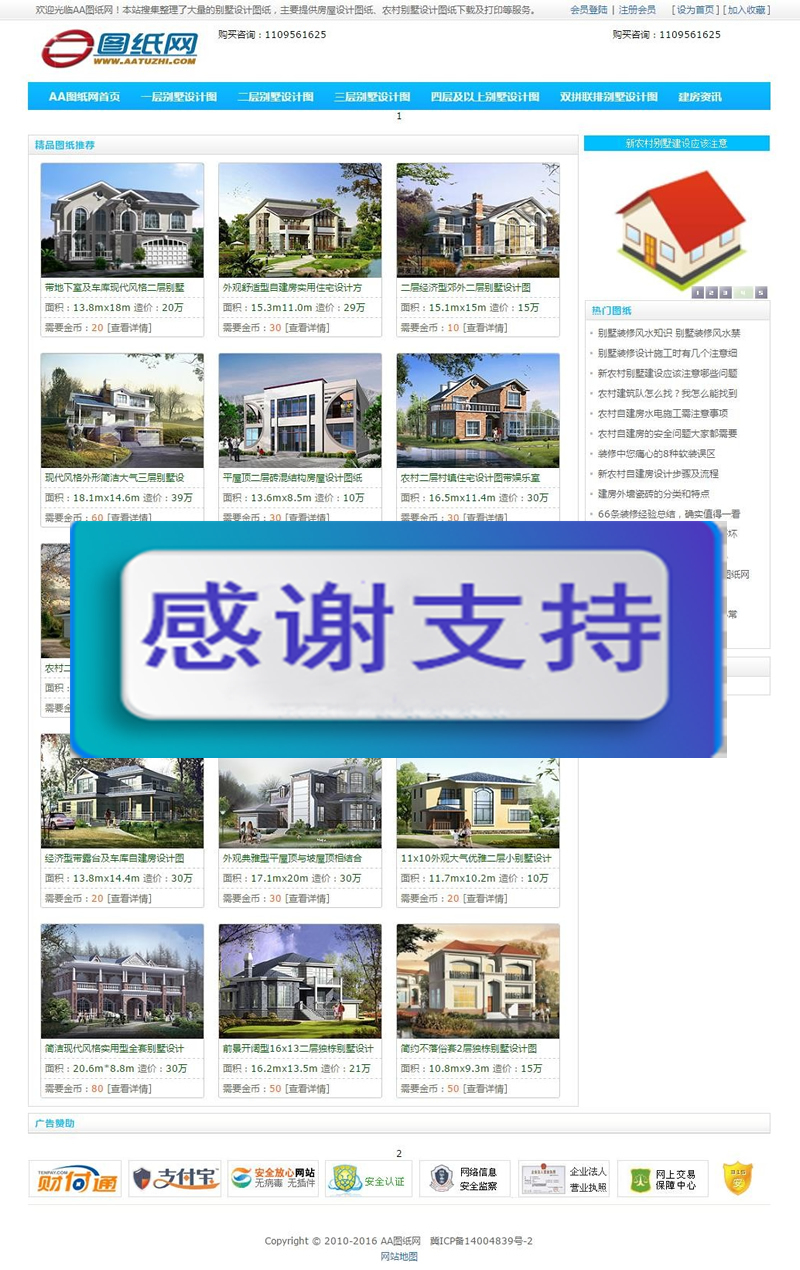 欢迎光临AA图纸网！本站搜集整理了大量的别墅设计图纸，主要提供房屋设计图纸、农村别墅设计图纸下载及打印等服务。
会员登陆 | 注册会员 [设为首页] [加入收藏]
图纸网
WWW.AATUZHI.COM
购买咨询：1109561625
购买咨询：1109561625
AA图纸网首页 一层别墅设计图 二层别墅设计图 三层别墅设计图 四层及以上别墅设计图 双拼联排别墅设计图 建房资讯
1
精品图纸推荐
带地下室及车库现代风格二层别墅
面积：13.8mx18m 造价：20万
需要金币：20 [查看详情]
外观舒适型自建房实用住宅设计方
面积：15.3m11.0m 造价：29万
需要金币：30 [查看详情]
二层经济型郊外二层别墅设计图
面积：15.1mx15m 造价：15万
需要金币：10 [查看详情]
现代风格外形简洁大气三层别墅设
面积：18.1mx14.6m 造价：39万
需要金币：60 [查看详情]
平屋顶二层砖混结构房屋设计图纸
面积：13.6mx8.5m 造价：10万
需要金币：30 [查看详情]
农村二层村镇住宅设计图带娱乐室
面积：16.5mx11.4m 造价：30万
需要金币：30 [查看详情]
农村二
面积：
需要
感谢支持
经济型带露台及车库自建房设计图
面积：13.8mx14.4m 造价：30万
需要金币：20 [查看详情]
外观典雅型平屋顶与坡屋顶相结合
面积：17.1mx20m 造价：30万
需要金币：30 [查看详情]
11x10外观大气优雅二层小别墅设计
面积：11.7mx10.2m 造价：10万
需要金币：20 [查看详情]
简洁现代风格实用型全套别墅设计
面积：20.6m*8.8m 造价：30万
需要金币：80 [查看详情]
前景开阔型16x13二层独栋别墅设计
面积：16.2mx13.5m 造价：21万
需要金币：50 [查看详情]
简约不落俗套2层独栋别墅设计图
面积：10.8mx9.3m 造价：15万
需要金币：50 [查看详情]
新农村别墅建设应该注意
1 2 3 4 5
热门图纸
别墅装修风水知识 别墅装修风水禁
别墅装修设计施工时有几个注意细
新农村别墅建设应该注意哪些问题
农村建筑队怎么找？我怎么能找到
农村自建房水电施工需注意事项
农村自建房的安全问题大家都需要
装修中您痛心的8种软装误区
新农村自建房设计步骤及流程
建房外墙瓷砖的分类和特点
66条装修经验总结，确实值得一看
坏
图纸网
常
广告赞助
2
TENPAY.COM
财付通
支付宝
安全放心网站
无病毒 无插件
安全认证
网络信息
安全监察
企业法人
营业执照
网上交易
保障中心
Copyright © 2010-2016 AA图纸网 冀ICP备14004839号-2
网站地图